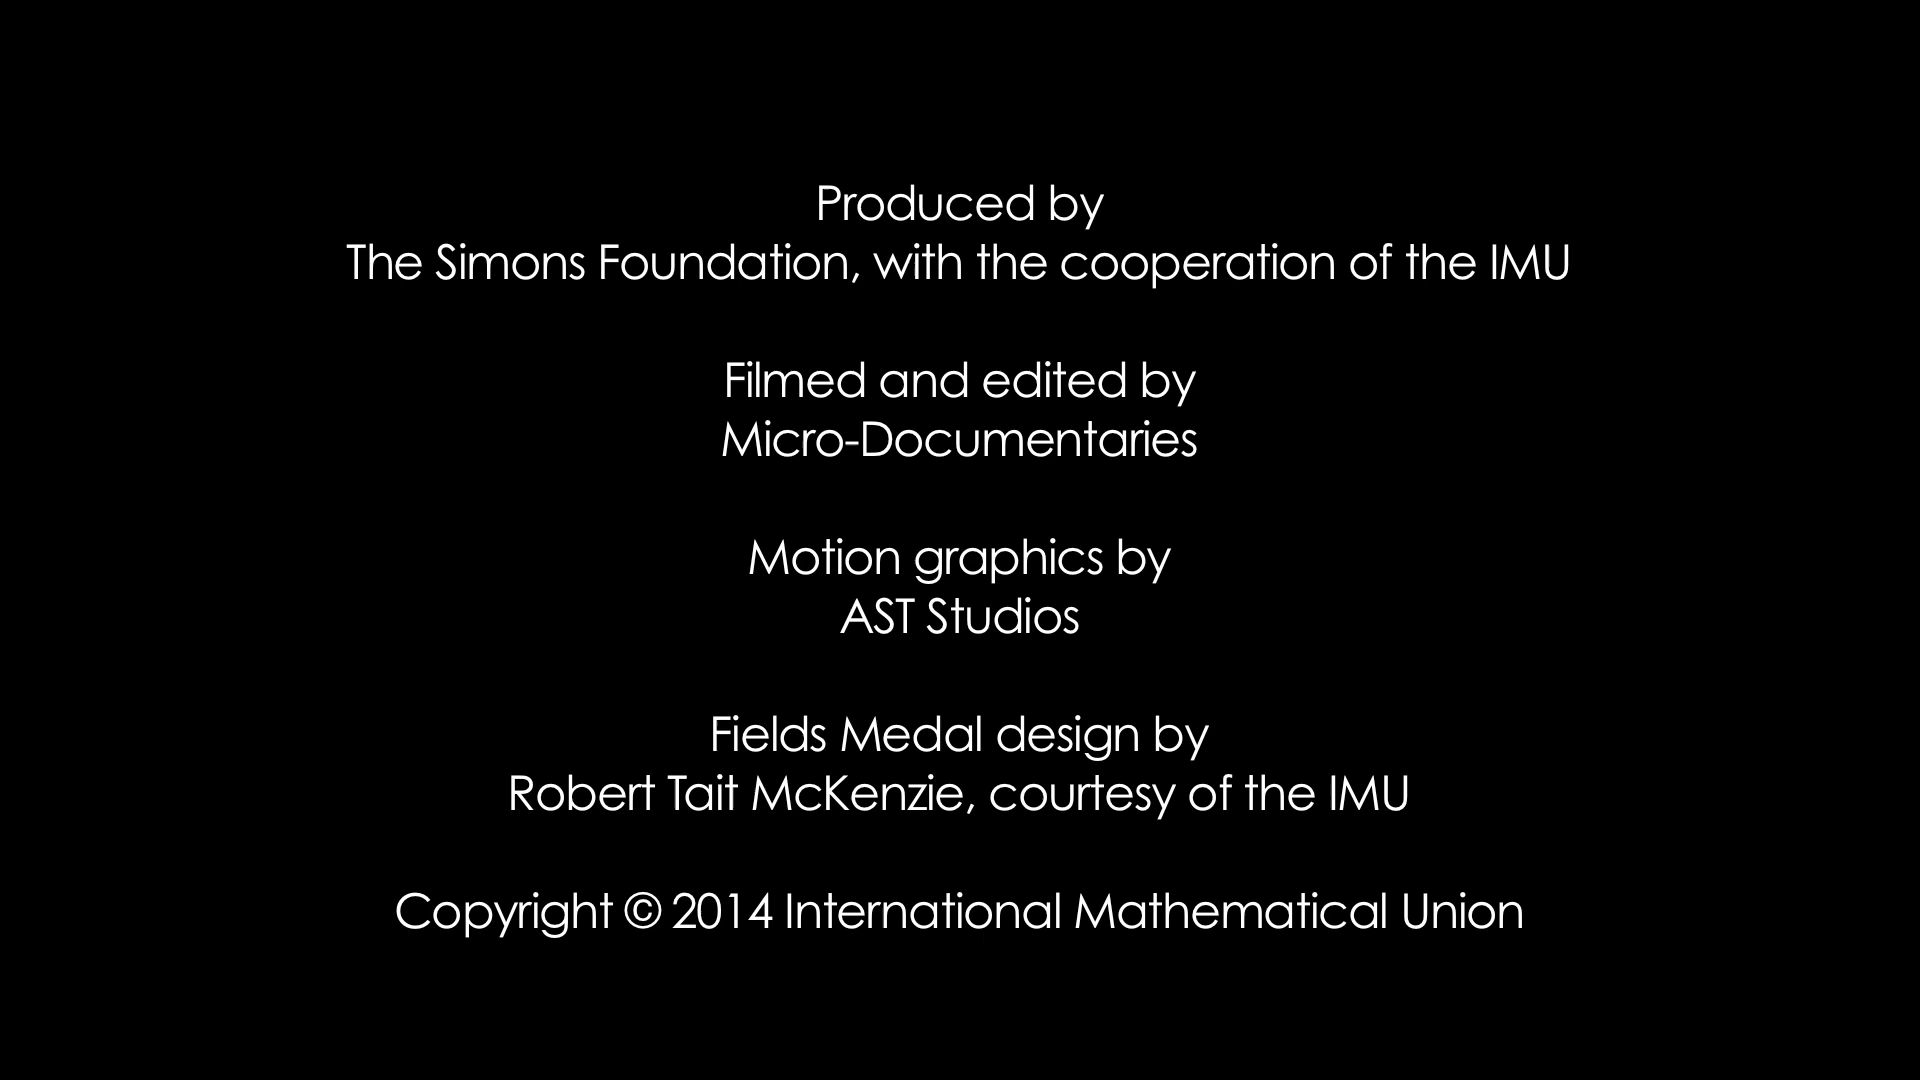 Produced by
The Simons Foundation, with the cooperation of the IMU
Filmed and edited by
Micro-Documentaries
Motion graphics by
AST Studios
Fields Medal design by
Robert Tait McKenzie, courtesy of the IMU
Copyright © 2014 International Mathematical Union